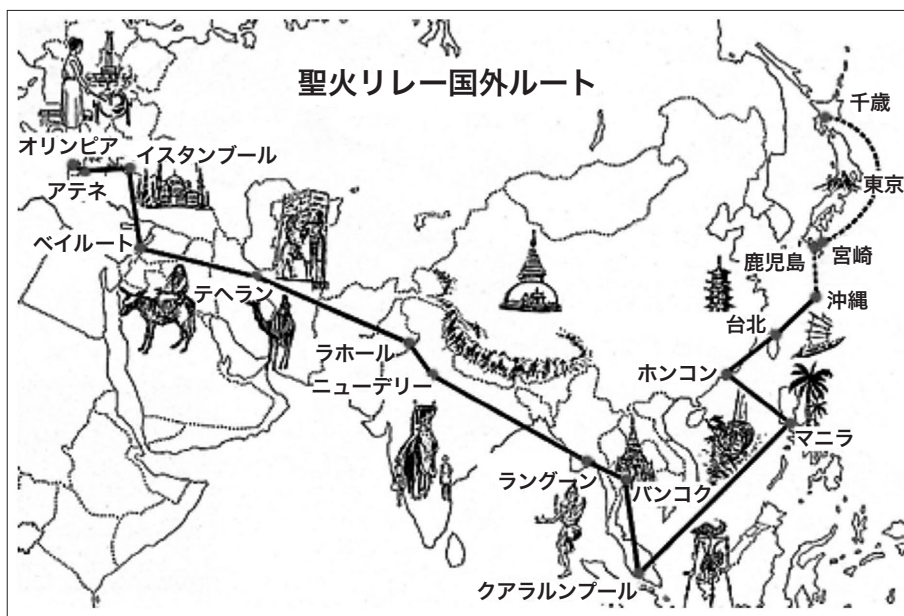 聖火リレー国外ルート
千歳
オリンピア
イスタンブール
アテネ
東京
ベイルート
鹿児島
宮崎
テヘラン
沖縄
台北
ラホール
ホンコン
ニューデリー
マニラ
ラングーン
バンコク
クアラルンプール